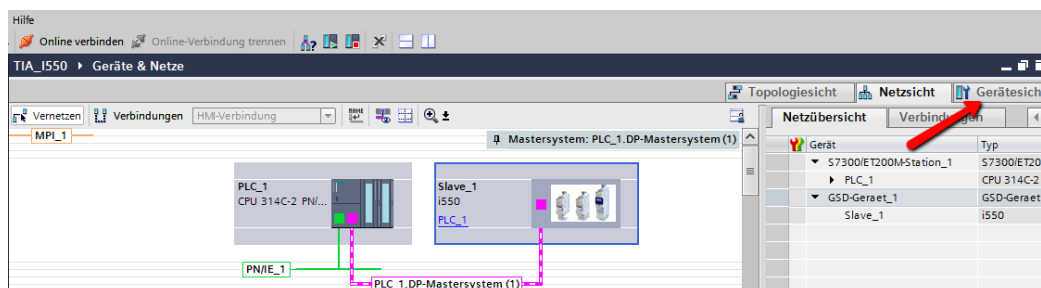 Hilfe
Online verbinden Online-Verbindung trennen
TIA_I550 ▸ Geräte & Netze
Topologiesicht Netzsicht Gerätesich
Vernetzen Verbindungen HMI-Verbindung
Netzübersicht Verbindungen
MPI_1
Mastersystem: PLC_1.DP-Mastersystem (1)
Gerät Typ
S7300/ET200M-Station_1 S7300/ET20
PLC_1 CPU 314C-2
GSD-Geraet_1 GSD-Geraet
Slave_1 i550
PLC_1
CPU 314C-2 PN/...
Slave_1
i550
PLC_1
PN/IE_1
PLC_1.DP-Mastersystem (1)